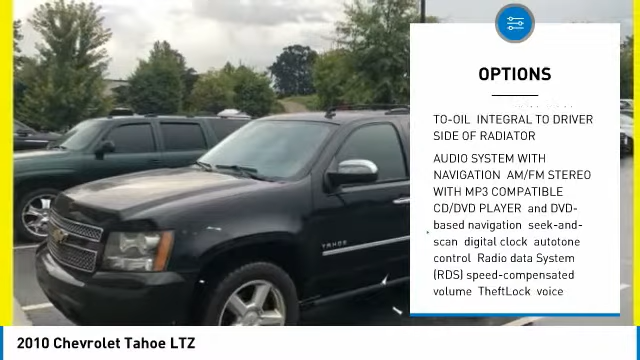 OPTIONS
TO-OIL INTEGRAL TO DRIVER
SIDE OF RADIATOR
AUDIO SYSTEM WITH
NAVIGATION AM/FM STEREO
WITH MP3 COMPATIBLE
CD/DVD PLAYER and DVD-
based navigation seek-and-
scan digital clock autotone
control Radio data System
(RDS) speed-compensated
volume TheftLock voice
TAHOE
2010 Chevrolet Tahoe LTZ